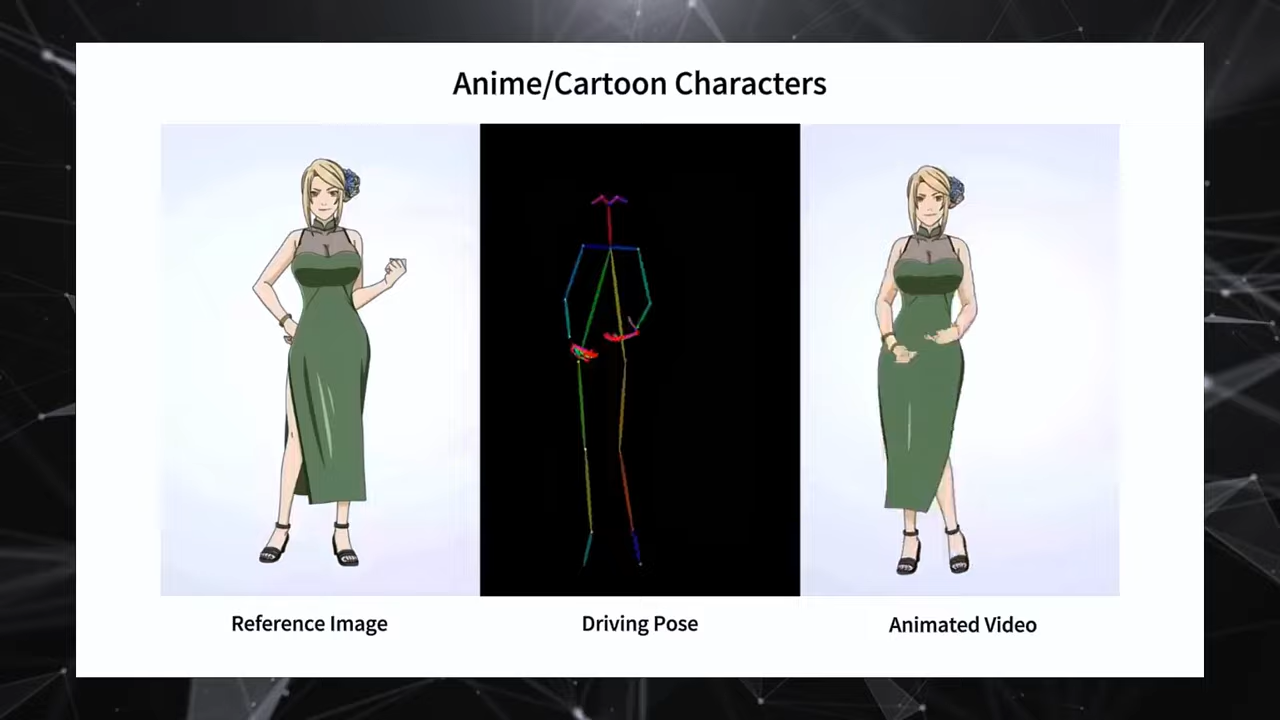 Anime/Cartoon Characters
Reference Image
Driving Pose
Animated Video